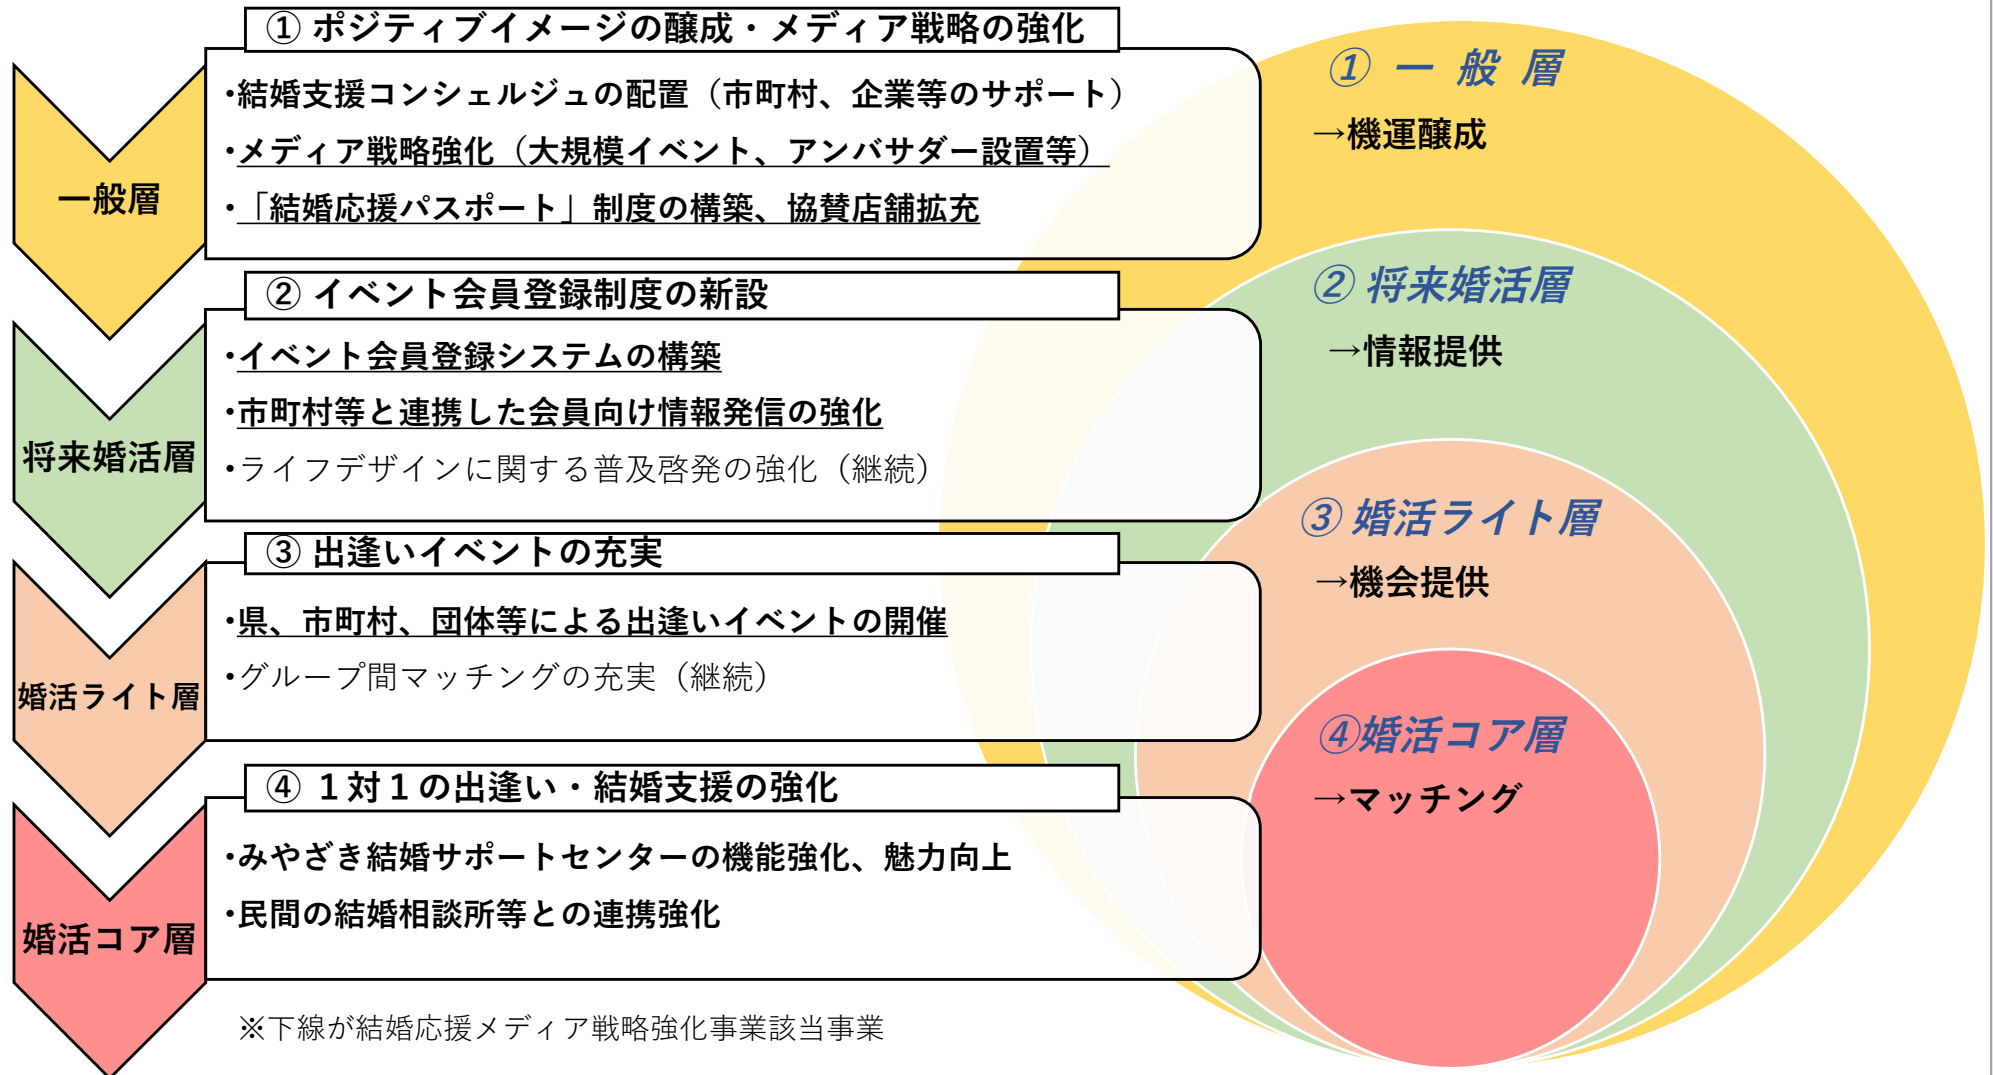 ① ポジティブイメージの醸成・メディア戦略の強化
一般層
・結婚支援コンシェルジュの配置（市町村、企業等のサポート）
・メディア戦略強化（大規模イベント、アンバサダー設置等）
・「結婚応援パスポート」制度の構築、協賛店舗拡充
② イベント会員登録制度の新設
将来婚活層
・イベント会員登録システムの構築
・市町村等と連携した会員向け情報発信の強化
・ライフデザインに関する普及啓発の強化（継続）
③ 出逢いイベントの充実
婚活ライト層
・県、市町村、団体等による出逢いイベントの開催
・グループ間マッチングの充実（継続）
④ １対１の出逢い・結婚支援の強化
婚活コア層
・みやざき結婚サポートセンターの機能強化、魅力向上
・民間の結婚相談所等との連携強化
※下線が結婚応援メディア戦略強化事業該当事業
① 一 般 層
→機運醸成
② 将来婚活層
→情報提供
③ 婚活ライト層
→機会提供
④婚活コア層
→マッチング